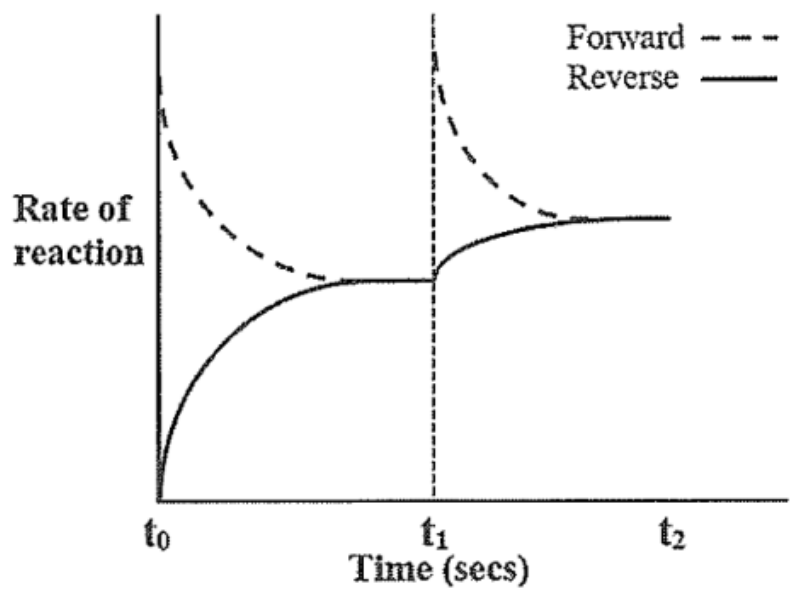 Forward
Reverse
Rate of
reaction
t₀
t₁
t₂
Time (secs)